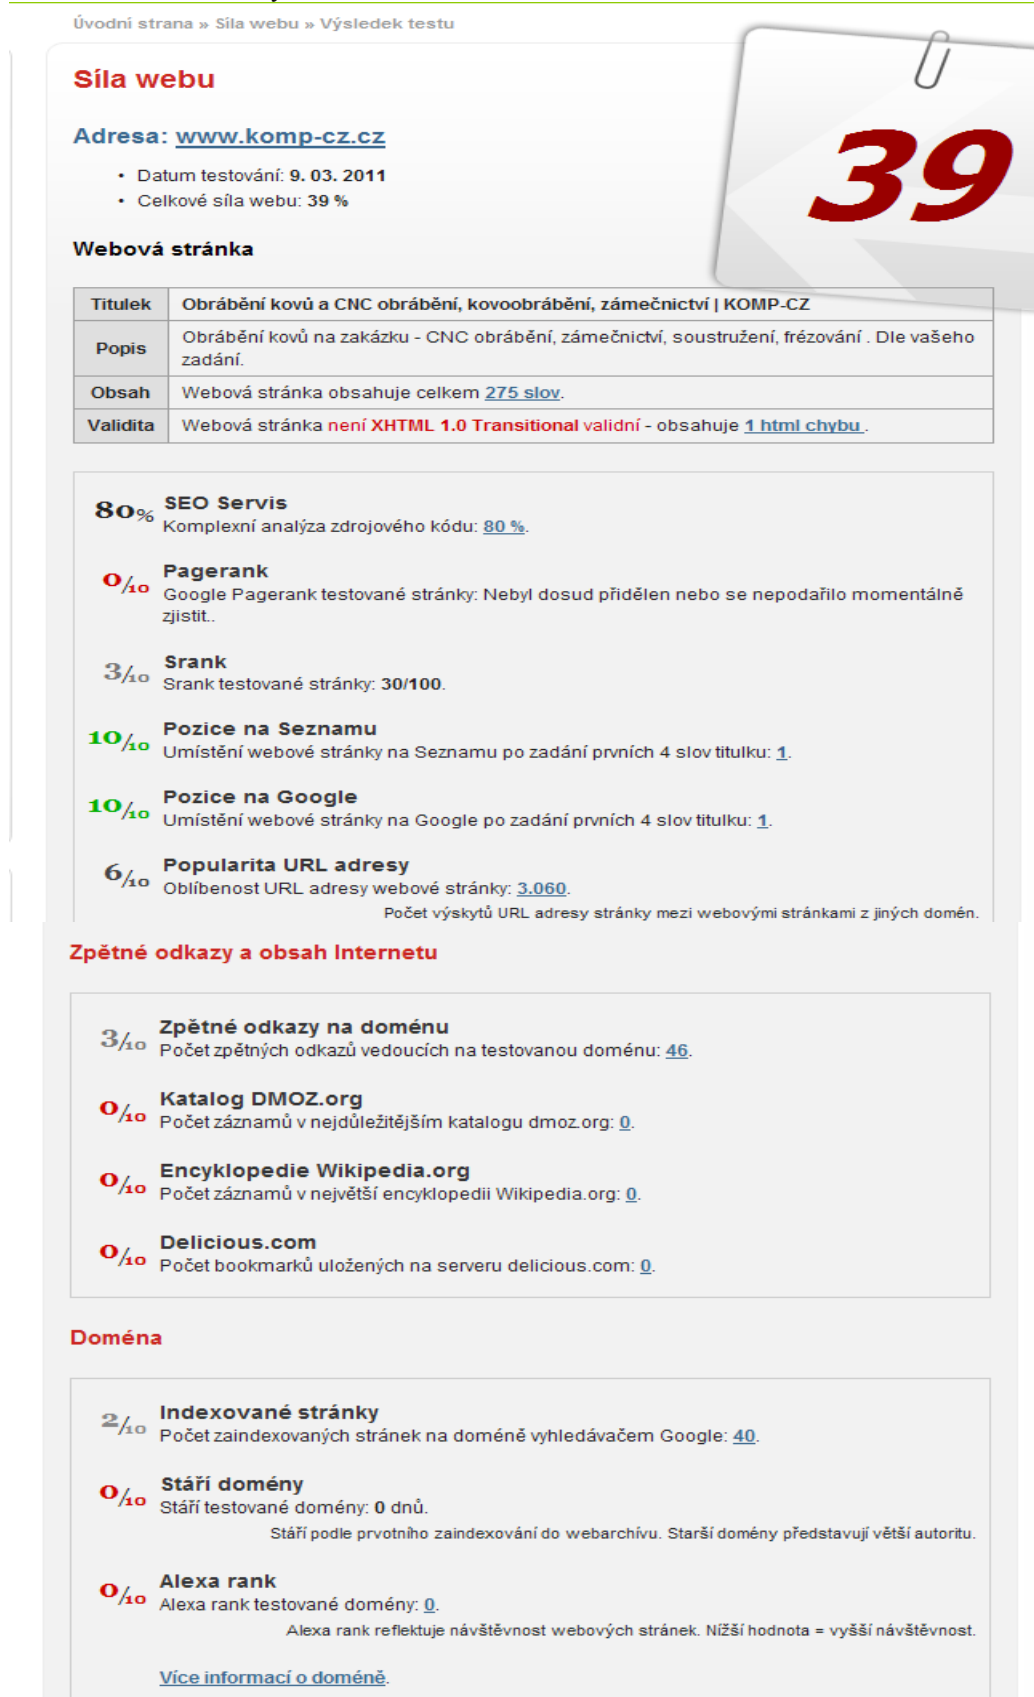 Úvodní strana » Síla webu » Výsledek testu
Síla webu
39
Adresa: www.komp-cz.cz
• Datum testování: 9. 03. 2011
• Celkové síla webu: 39 %
Webová stránka
Titulek Obrábění kovů a CNC obrábění, kovoobrábění, zámečnictví | KOMP-CZ
Popis Obrábění kovů na zakázku - CNC obrábění, zámečnictví, soustružení, frézování . Dle vašeho
zadání.
Obsah Webová stránka obsahuje celkem 275 slov.
Validita Webová stránka není XHTML 1.0 Transitional validní - obsahuje 1 html chybu .
80% SEO Servis
Komplexní analýza zdrojového kódu: 80 %.
0/10 Pagerank
Google Pagerank testované stránky: Nebyl dosud přidělen nebo se nepodařilo momentálně
zjistit..
3/10 Srank
Srank testované stránky: 30/100.
10/10 Pozice na Seznamu
Umístění webové stránky na Seznamu po zadání prvních 4 slov titulku: 1.
10/10 Pozice na Google
Umístění webové stránky na Google po zadání prvních 4 slov titulku: 1.
6/10 Popularita URL adresy
Oblíbenost URL adresy webové stránky: 3.060.
Počet výskytů URL adresy stránky mezi webovými stránkami z jiných domén.
Zpětné odkazy a obsah Internetu
3/10 Zpětné odkazy na doménu
Počet zpětných odkazů vedoucích na testovanou doménu: 46.
0/10 Katalog DMOZ.org
Počet záznamů v nejdůležitějším katalogu dmoz.org: 0.
0/10 Encyklopedie Wikipedia.org
Počet záznamů v největší encyklopedii Wikipedia.org: 0.
0/10 Delicious.com
Počet bookmarků uložených na serveru delicious.com: 0.
Doména
2/10 Indexované stránky
Počet zaindexovaných stránek na doméně vyhledávačem Google: 40.
0/10 Stáří domény
Stáří testované domény: 0 dnů.
Stáří podle prvotního zaindexování do webarchívu. Starší domény představují větší autoritu.
0/10 Alexa rank
Alexa rank testované domény: 0.
Alexa rank reflektuje návštěvnost webových stránek. Nížší hodnota = vyšší návštěvnost.
Více informací o doméně.